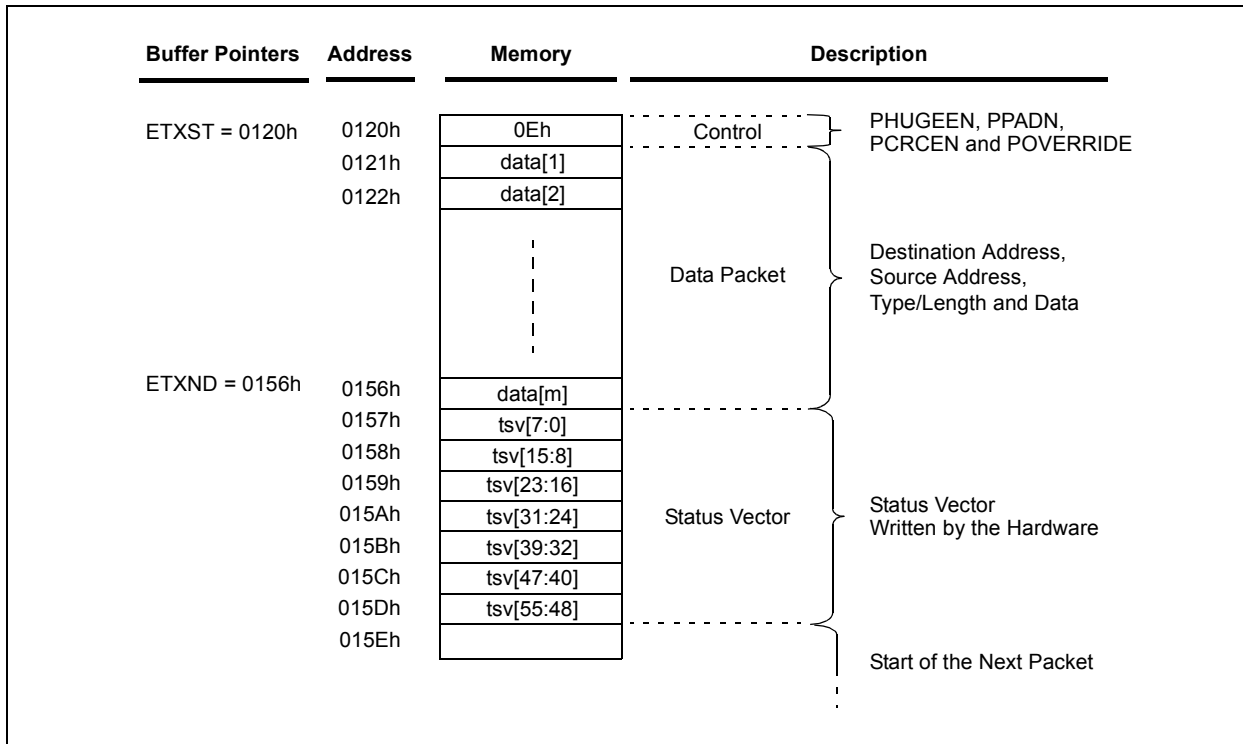 Buffer Pointers Address Memory Description
ETXST = 0120h 0120h 0Eh Control PHUGEEN, PPADN,
PCRCEN and POVERRIDE
0121h data[1]
0122h data[2]
Data Packet Destination Address,
Source Address,
Type/Length and Data
ETXND = 0156h 0156h data[m]
0157h tsv[7:0]
0158h tsv[15:8]
0159h tsv[23:16]
015Ah tsv[31:24] Status Vector Status Vector
Written by the Hardware
015Bh tsv[39:32]
015Ch tsv[47:40]
015Dh tsv[55:48]
015Eh
Start of the Next Packet